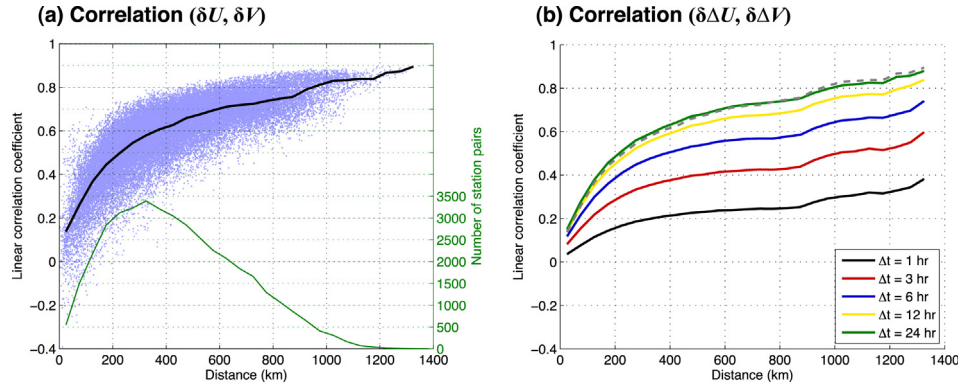 (a) Correlation (δU, δV)
1
0.8
0.6
0.4
0.2
0
−0.2
−0.4
Linear correlation coefficient
3500
3000
2500
2000
1500
1000
500
0
Number of station pairs
0 200 400 600 800 1000 1200 1400
Distance (km)
(b) Correlation (δΔU, δΔV)
1
0.8
0.6
0.4
0.2
0
−0.2
−0.4
Linear correlation coefficient
Δt = 1 hr
Δt = 3 hr
Δt = 6 hr
Δt = 12 hr
Δt = 24 hr
0 200 400 600 800 1000 1200 1400
Distance (km)